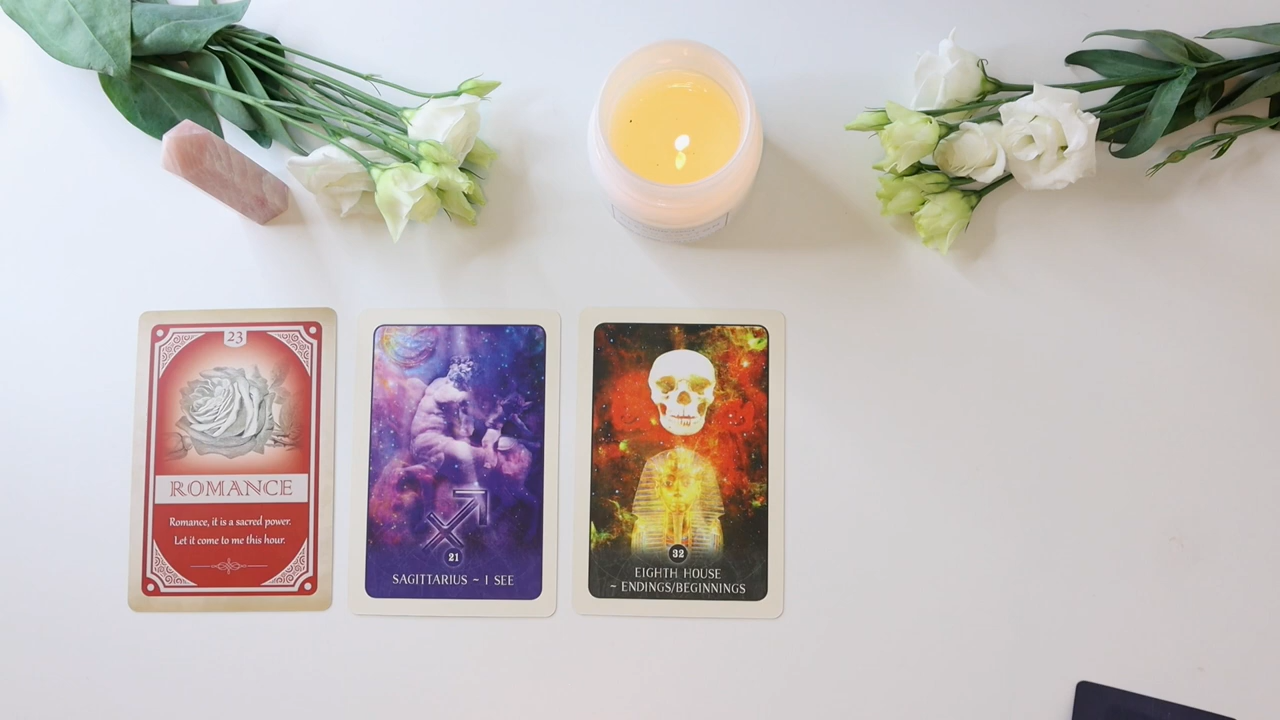 23
ROMANCE
Romance, it is a sacred power.
Let it come to me this hour.
21
SAGITTARIUS ~ I SEE
32
EIGHTH HOUSE
~ ENDINGS/BEGINNINGS